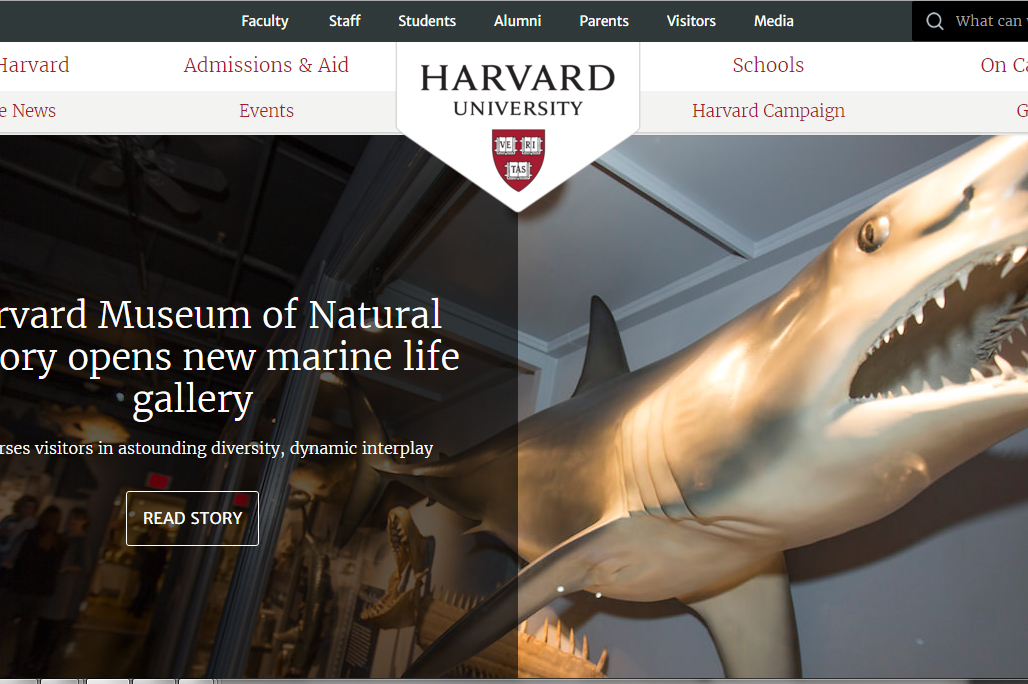 Faculty Staff Students Alumni Parents Visitors Media What can
Harvard Admissions & Aid Schools On Ca
HARVARD
UNIVERSITY
e News Events Harvard Campaign G
VE RI
TAS
rvard Museum of Natural
ory opens new marine life
gallery
rses visitors in astounding diversity, dynamic interplay
READ STORY